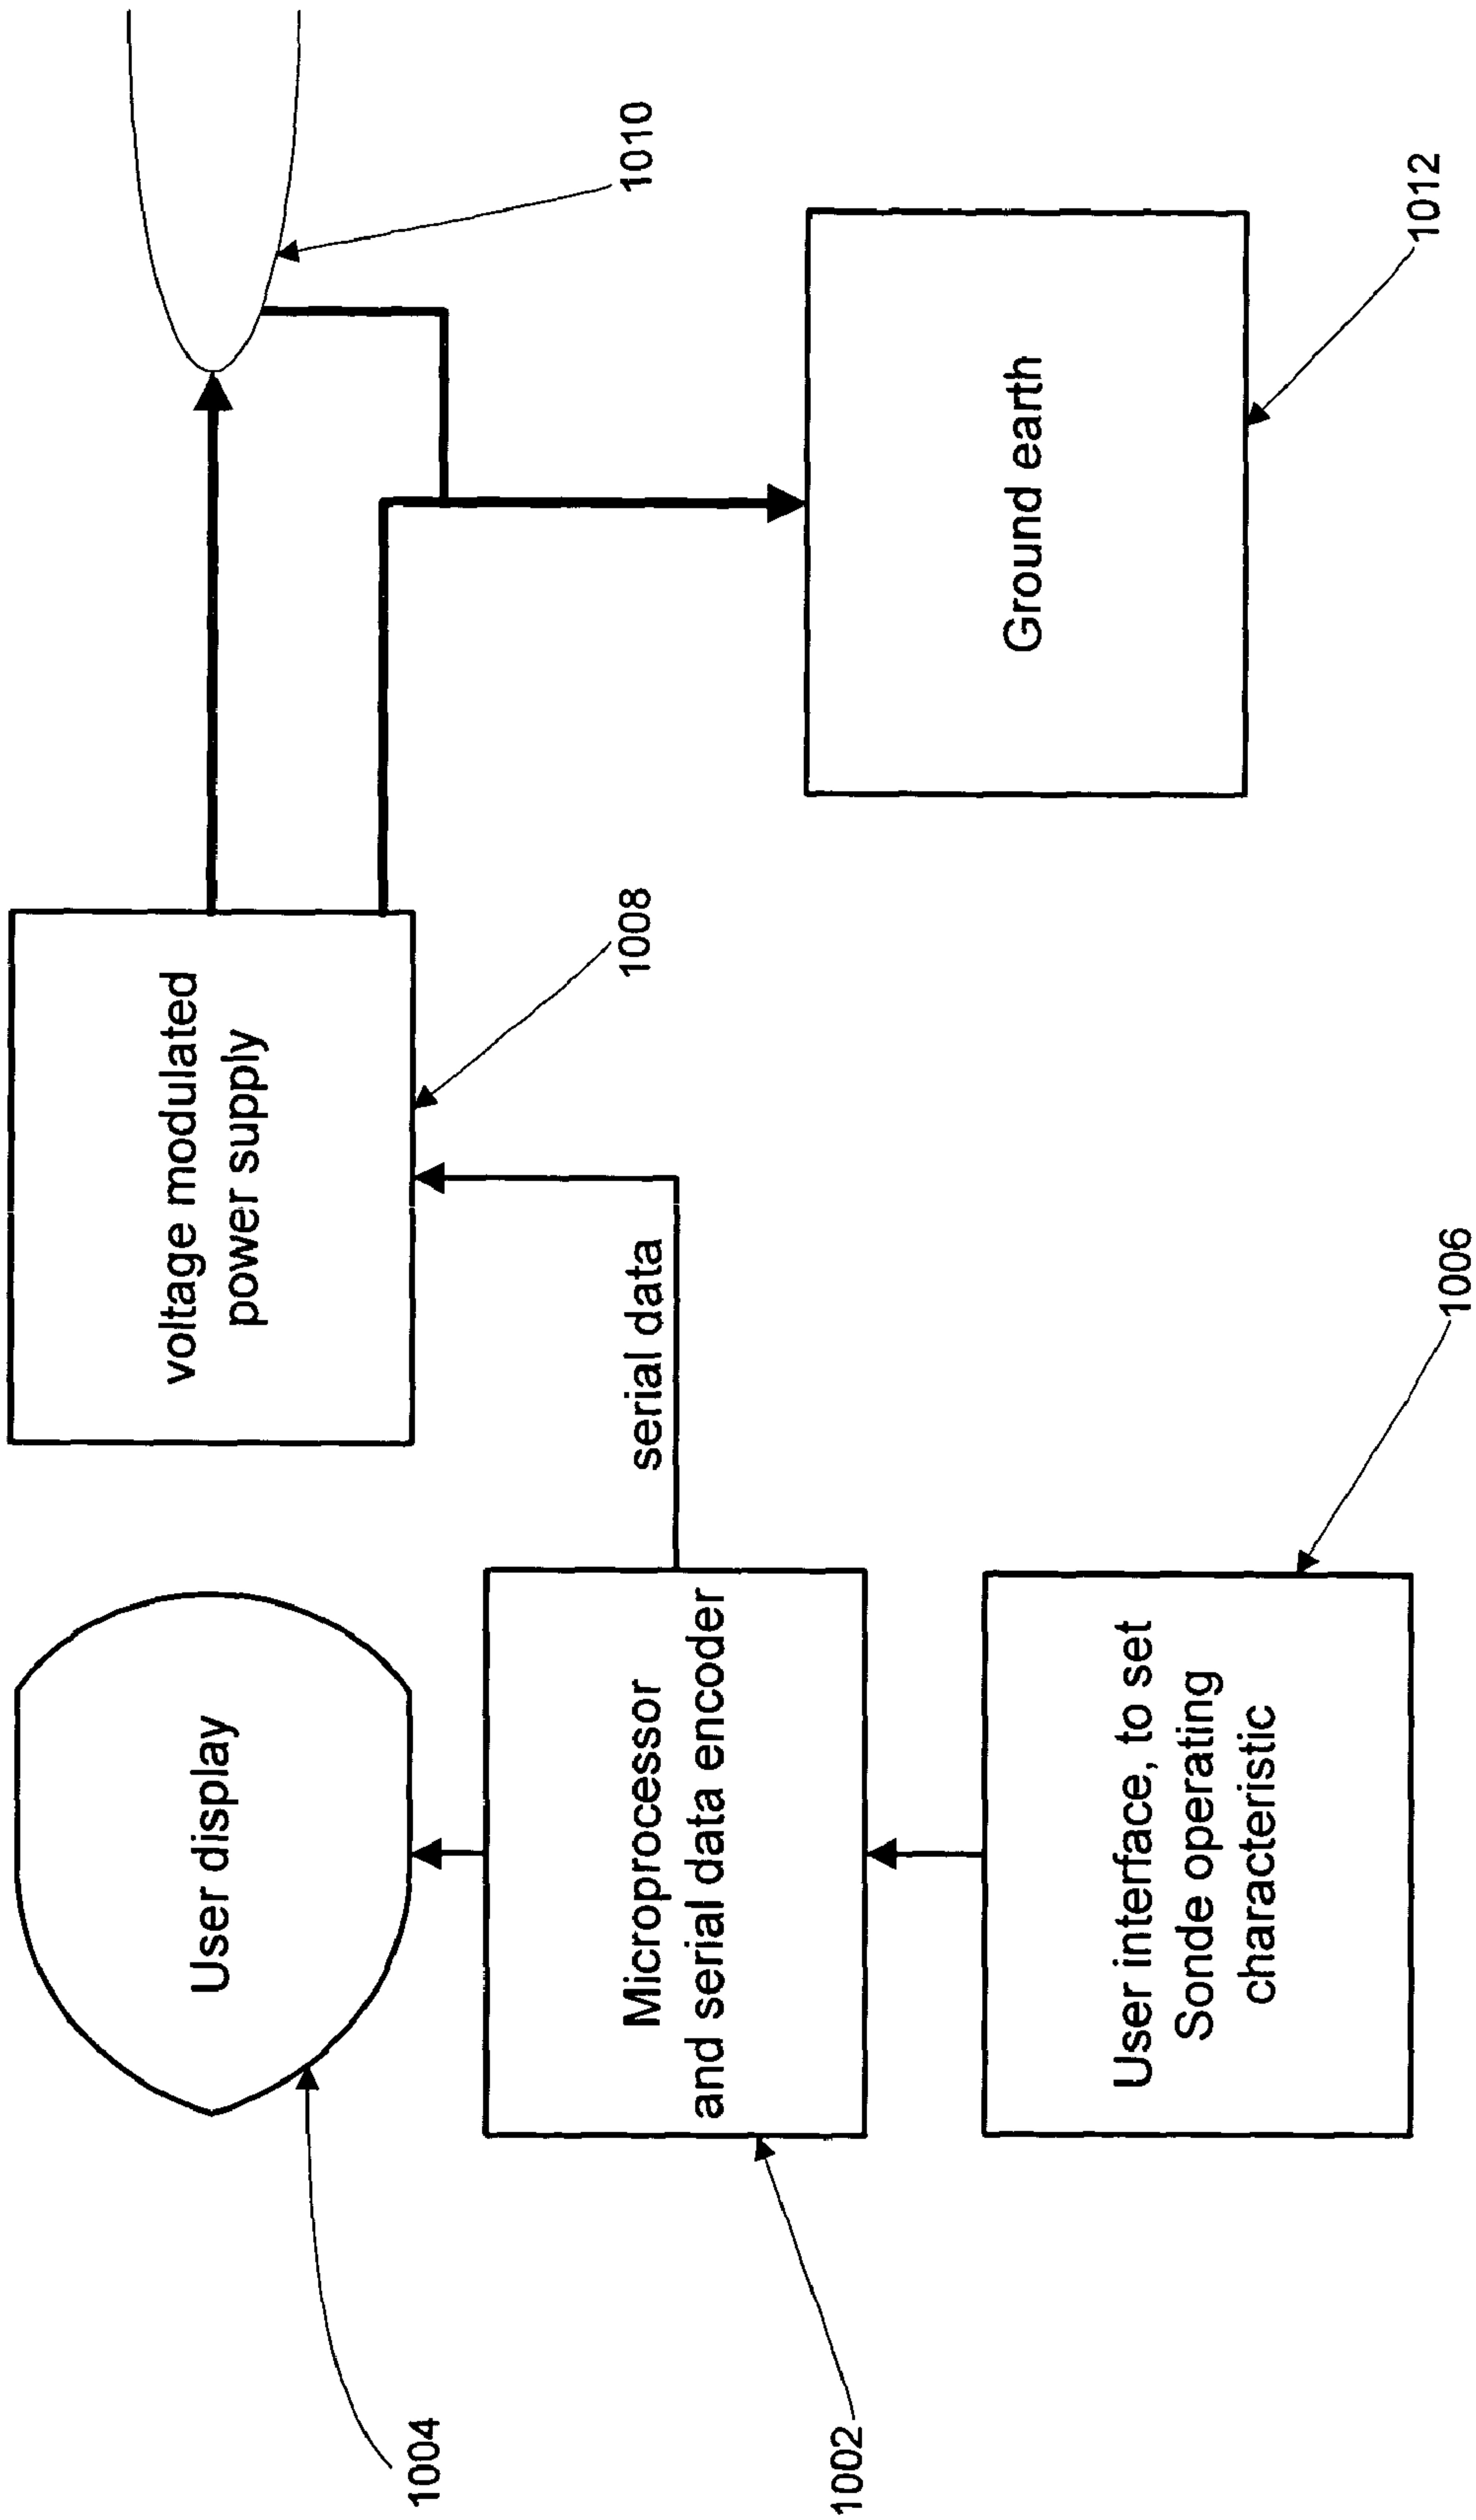 User display
1004
voltage modulated
power supply
1008
1010
serial data
Microprocessor
and serial data encoder
1002
Ground earth
1012
User interface, to set
Sonde operating
characteristic
1006